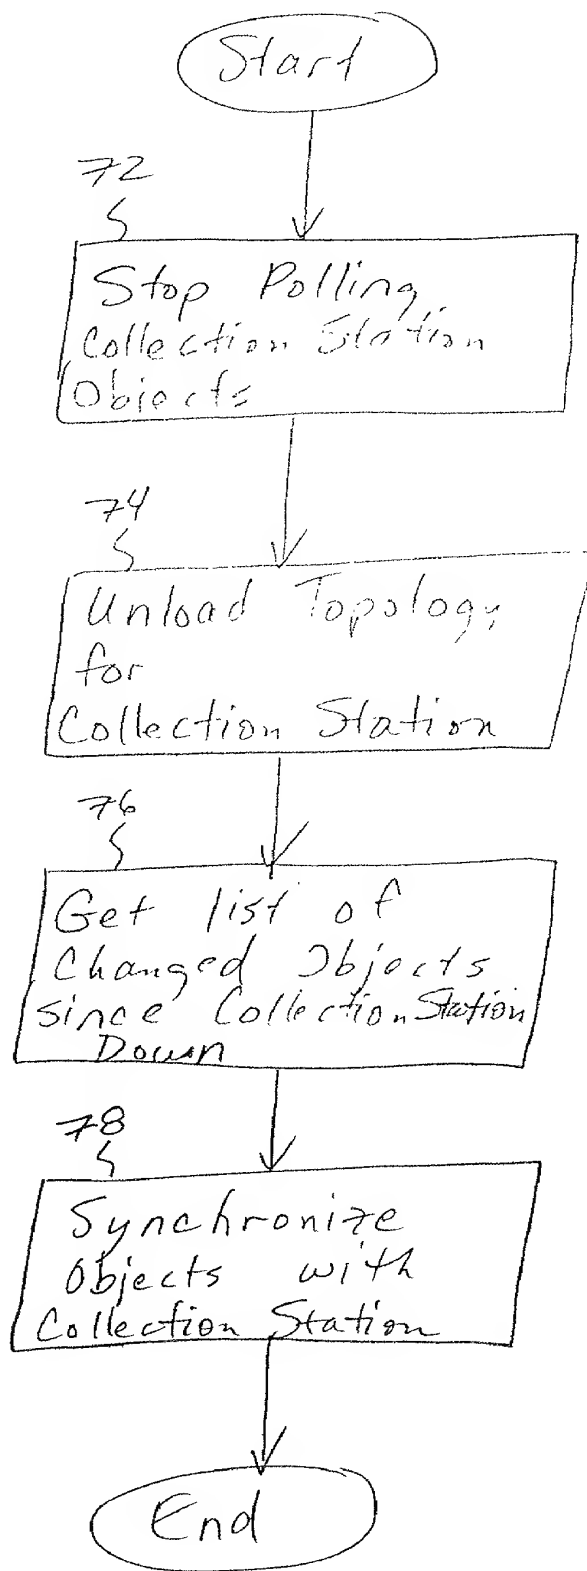 Start
72
Stop Polling
Collection Station
Objects
74
Unload Topology
for
Collection Station
76
Get list of
Changed Objects
since Collection Station
Down
78
Synchronize
Objects with
Collection Station
End